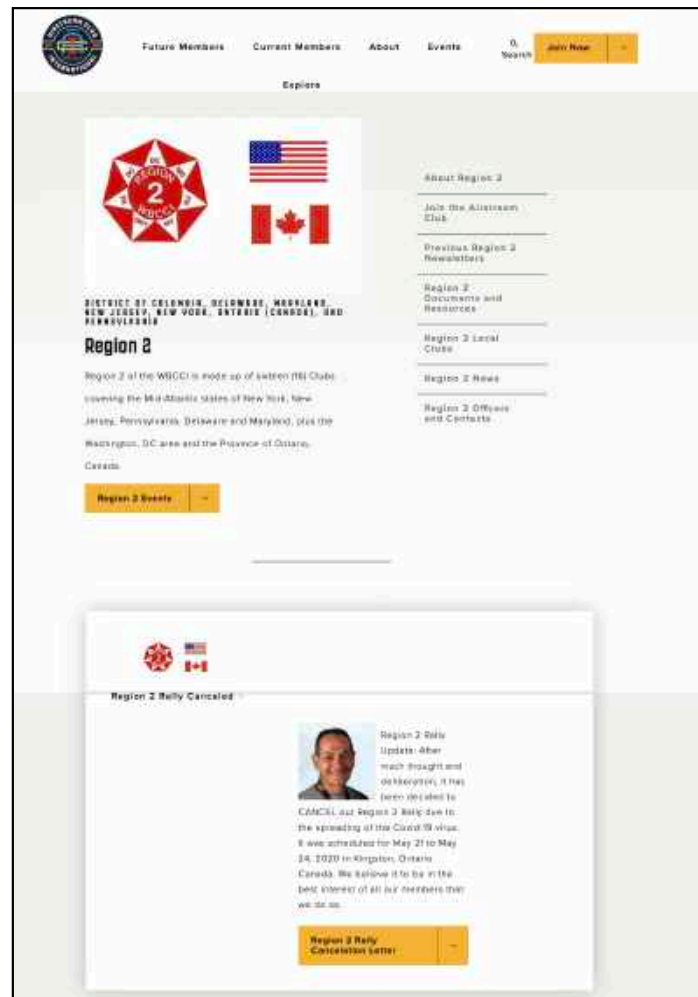 AIRSTREAM CLUB
INTERNATIONAL
Future Members
Current Members
About
Events
Search
Join Now
Explore
REGION
2
WBCCI
DISTRICT OF COLUMBIA, DELAWARE, MARYLAND,
NEW JERSEY, NEW YORK, ONTARIO (CANADA), AND
PENNSYLVANIA
Region 2
Region 2 of the WBCCI is made up of sixteen (16) Clubs
covering the Mid-Atlantic states of New York, New
Jersey, Pennsylvania, Delaware and Maryland, plus the
Washington, DC area and the Province of Ontario,
Canada.
Region 2 Events
About Region 2
Join the Airstream
Club
Previous Region 2
Newsletters
Region 2
Documents and
Resources
Region 2 Local
Clubs
Region 2 News
Region 2 Officers
and Contacts
2
Region 2 Rally Canceled
Region 2 Rally
Update: After
much thought and
deliberation, it has
been decided to
CANCEL our Region 2 Rally due to
the spreading of the Covid 19 virus.
It was scheduled for May 21 to May
24, 2020 in Kingston, Ontario
Canada. We believe it to be in the
best interest of all our members that
we do so.
Region 2 Rally
Cancelation Letter